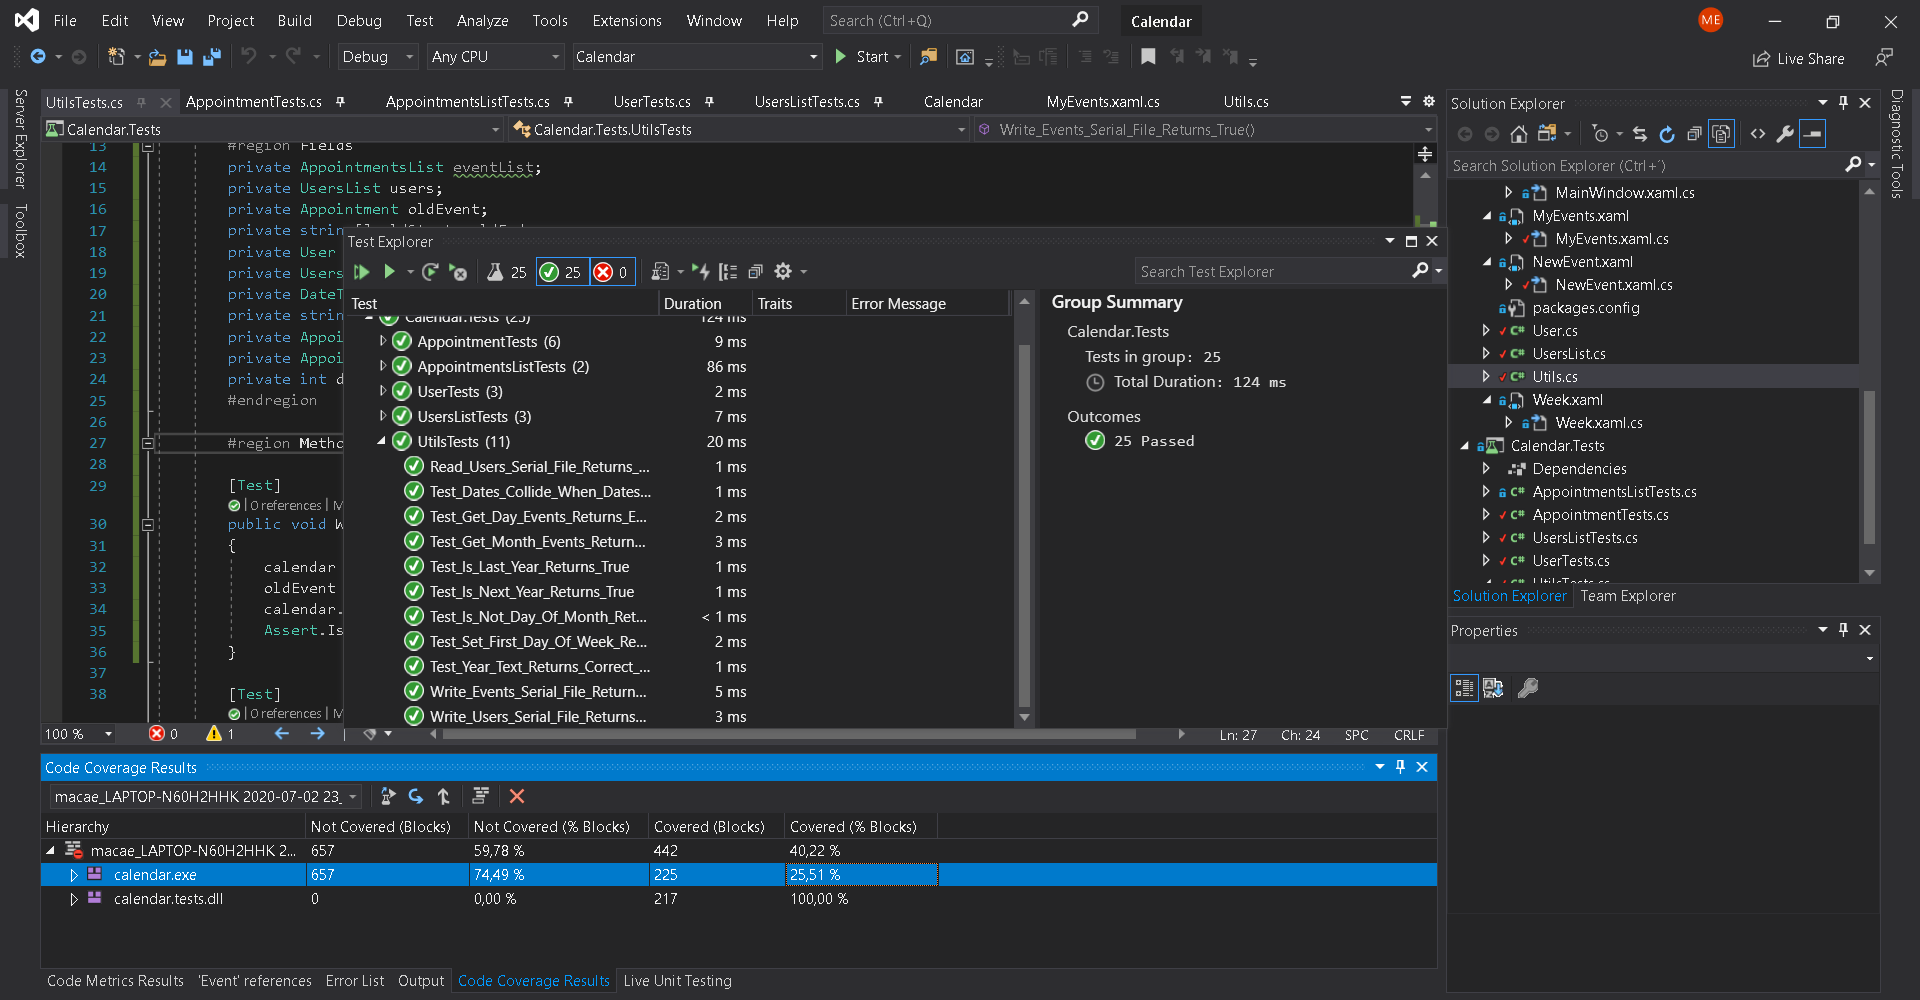 File Edit View Project Build Debug Test Analyze Tools Extensions Window Help Search (Ctrl+Q) Calendar ME
Debug Any CPU Calendar Start Live Share
Server Explorer
Toolbox
UtilsTests.cs AppointmentTests.cs AppointmentsListTests.cs UserTests.cs UsersListTests.cs Calendar MyEvents.xaml.cs Utils.cs
Calendar.Tests Calendar.Tests.UtilsTests Write_Events_Serial_File_Returns_True()
13 #region Fields
14 private AppointmentsList eventList;
15 private UsersList users;
16 private Appointment oldEvent;
17 private
18 private User
19 private Users
20 private DateT
21 private strin
22 private Appoi
23 private Appoi
24 private int d
25 #endregion
26
27 #region Metho
28
29 [Test]
0 references | M
30 public void W
31 {
32 calendar
33 oldEvent
34 calendar.
35 Assert.Is
36 }
37
38 [Test]
0 references | M
100 % 0 1 Ln: 27 Ch: 24 SPC CRLF
Test Explorer
25 25 0 Search Test Explorer
Test Duration Traits Error Message
Calendar.Tests (25) 124 ms
AppointmentTests (6) 9 ms
AppointmentsListTests (2) 86 ms
UserTests (3) 2 ms
UsersListTests (3) 7 ms
UtilsTests (11) 20 ms
Read_Users_Serial_File_Returns_... 1 ms
Test_Dates_Collide_When_Dates... 1 ms
Test_Get_Day_Events_Returns_E... 2 ms
Test_Get_Month_Events_Return... 3 ms
Test_Is_Last_Year_Returns_True 1 ms
Test_Is_Next_Year_Returns_True 1 ms
Test_Is_Not_Day_Of_Month_Ret... < 1 ms
Test_Set_First_Day_Of_Week_Re... 2 ms
Test_Year_Text_Returns_Correct_... 1 ms
Write_Events_Serial_File_Return... 5 ms
Write_Users_Serial_File_Returns... 3 ms
Group Summary
Calendar.Tests
Tests in group: 25
Total Duration: 124 ms
Outcomes
25 Passed
Code Coverage Results
macae_LAPTOP-N60H2HHK 2020-07-02 23_
Hierarchy Not Covered (Blocks) Not Covered (% Blocks) Covered (Blocks) Covered (% Blocks)
macae_LAPTOP-N60H2HHK 2... 657 59,78 % 442 40,22 %
calendar.exe 657 74,49 % 225 25,51 %
calendar.tests.dll 0 0,00 % 217 100,00 %
Code Metrics Results 'Event' references Error List Output Code Coverage Results Live Unit Testing
Solution Explorer
Search Solution Explorer (Ctrl+´)
MainWindow.xaml.cs
MyEvents.xaml
MyEvents.xaml.cs
NewEvent.xaml
NewEvent.xaml.cs
packages.config
C# User.cs
C# UsersList.cs
C# Utils.cs
Week.xaml
Week.xaml.cs
Calendar.Tests
Dependencies
C# AppointmentsListTests.cs
C# AppointmentTests.cs
C# UsersListTests.cs
C# UserTests.cs
UtilsTests.cs
Solution Explorer Team Explorer
Properties
Diagnostic Tools